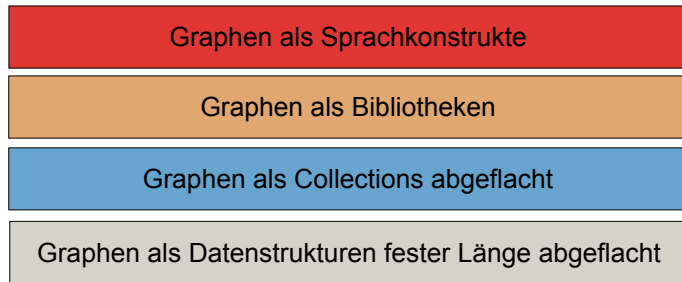 Graphen als Sprachkonstrukte
Graphen als Bibliotheken
Graphen als Collections abgeflacht
Graphen als Datenstrukturen fester Länge abgeflacht